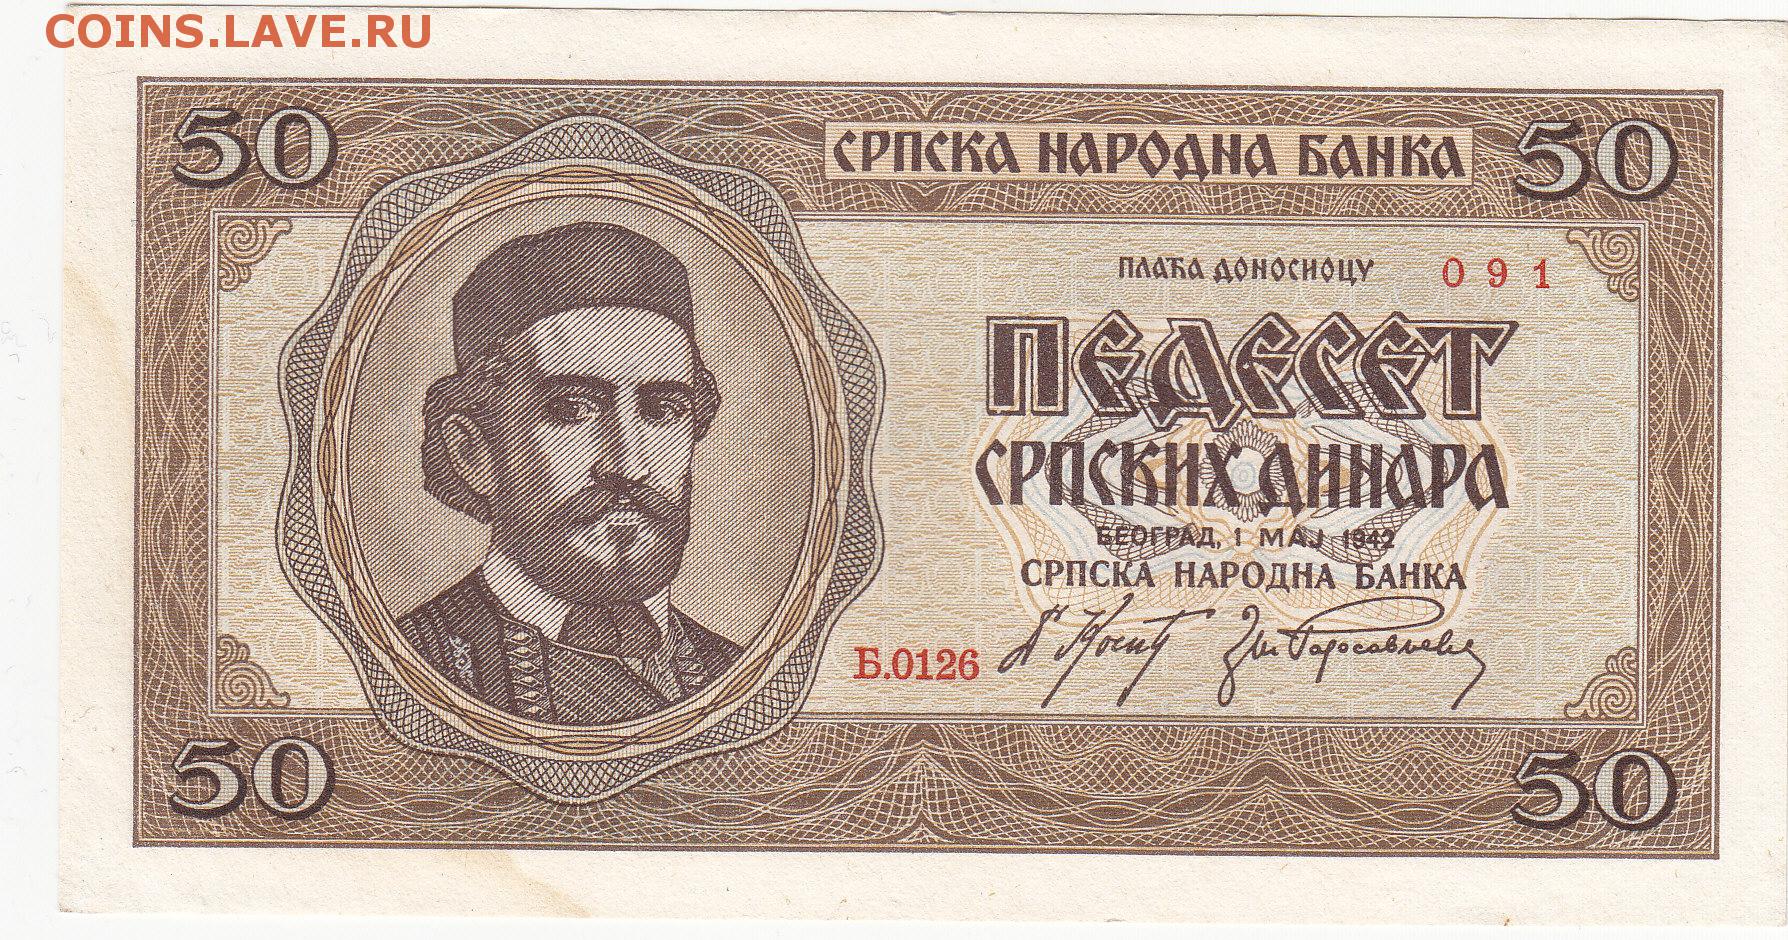 COINS.LAVE.RU
50
СРПСКА НАРОДНА БАНКА
50
ПЛАЋА ДОНОСИОЦУ
091
ПЕДЕСЕТ
СРПСКИХ ДИНАРА
БЕОГРАД, 1 МАЈ 1942
СРПСКА НАРОДНА БАНКА
Б.0126
50
50